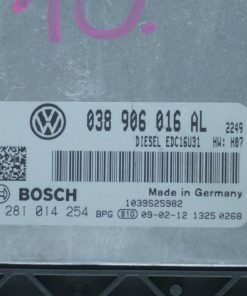 038 906 016 AL 2249
DIESEL EDC16U31 HW: H07
BOSCH Made in Germany
1039S25982
281 014 254 BPG 810 09-02-12 1325 0268